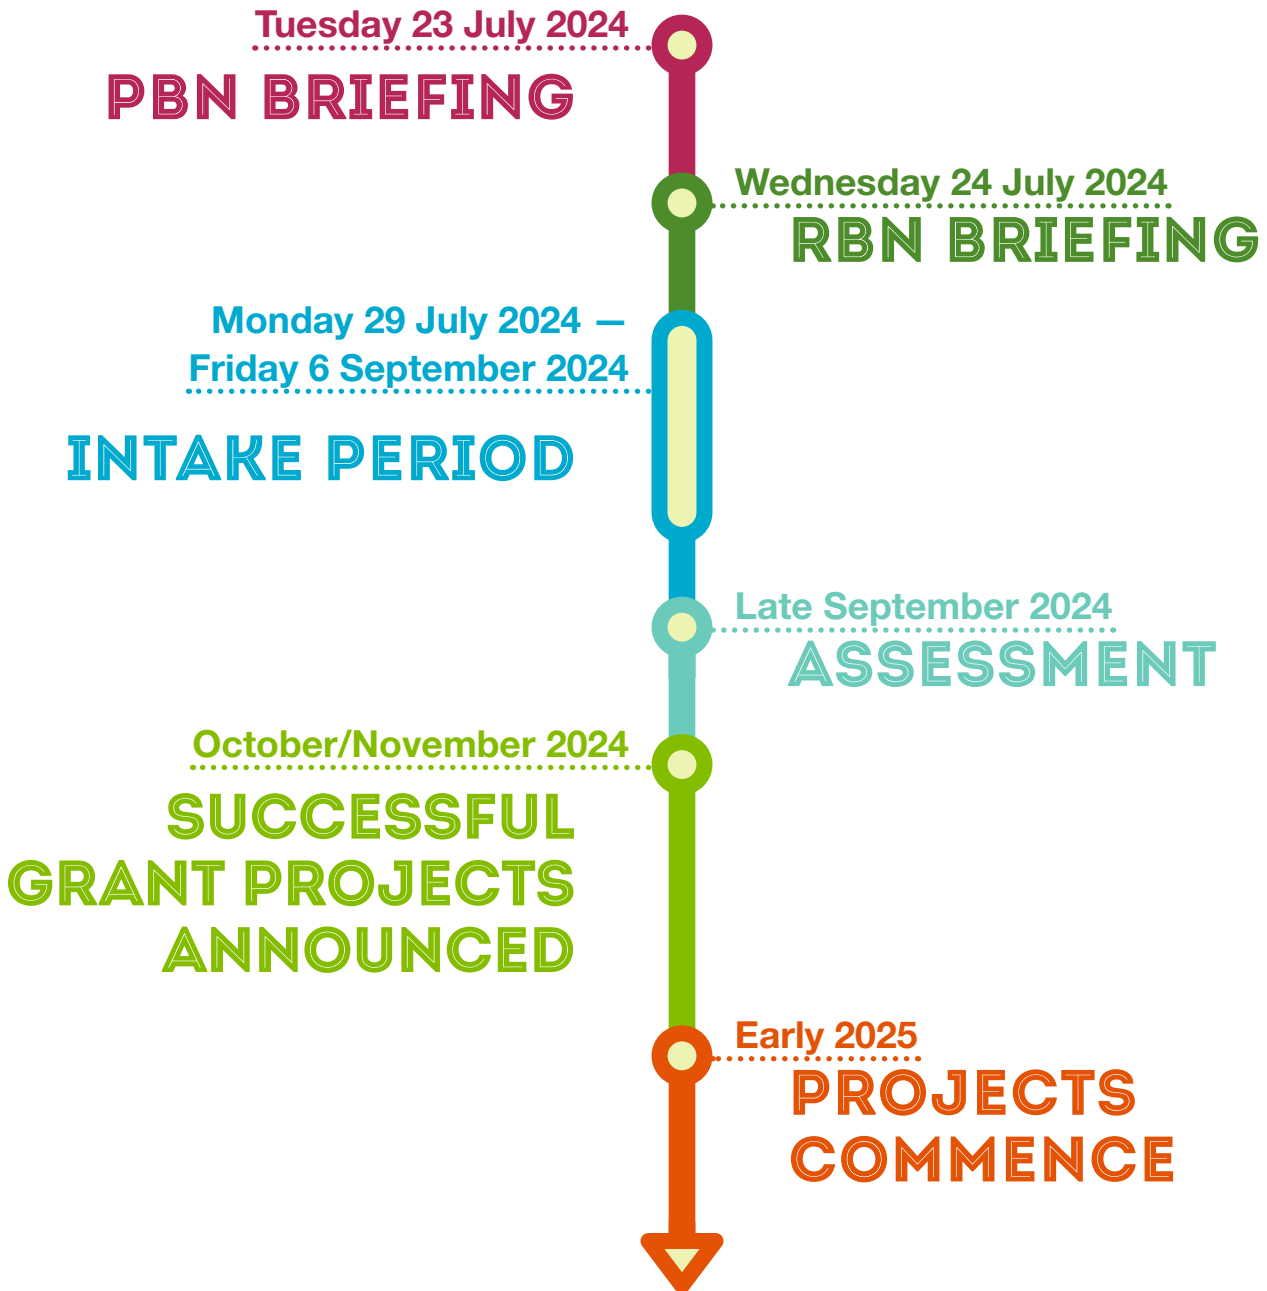 Tuesday 23 July 2024
PBN BRIEFING
Wednesday 24 July 2024
RBN BRIEFING
Monday 29 July 2024 –
Friday 6 September 2024
INTAKE PERIOD
Late September 2024
ASSESSMENT
October/November 2024
SUCCESSFUL
GRANT PROJECTS
ANNOUNCED
Early 2025
PROJECTS
COMMENCE